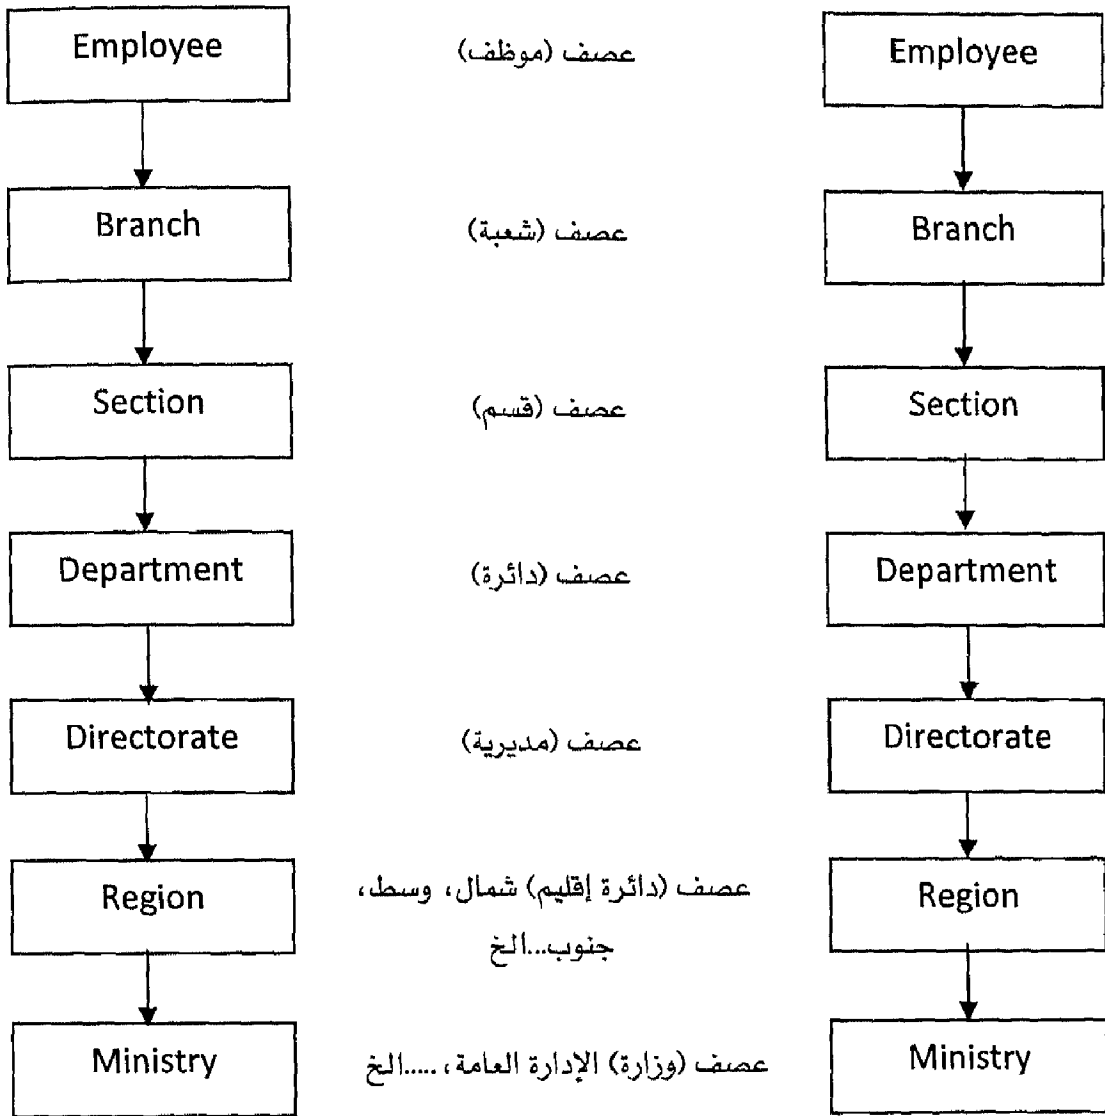 Employee عصف (موظف) Employee
Branch عصف (شعبة) Branch
Section عصف (قسم) Section
Department عصف (دائرة) Department
Directorate عصف (مديرية) Directorate
Region عصف (دائرة إقليم) شمال، وسط، Region
جنوب...الخ
Ministry عصف (وزارة) الإدارة العامة، .....الخ Ministry